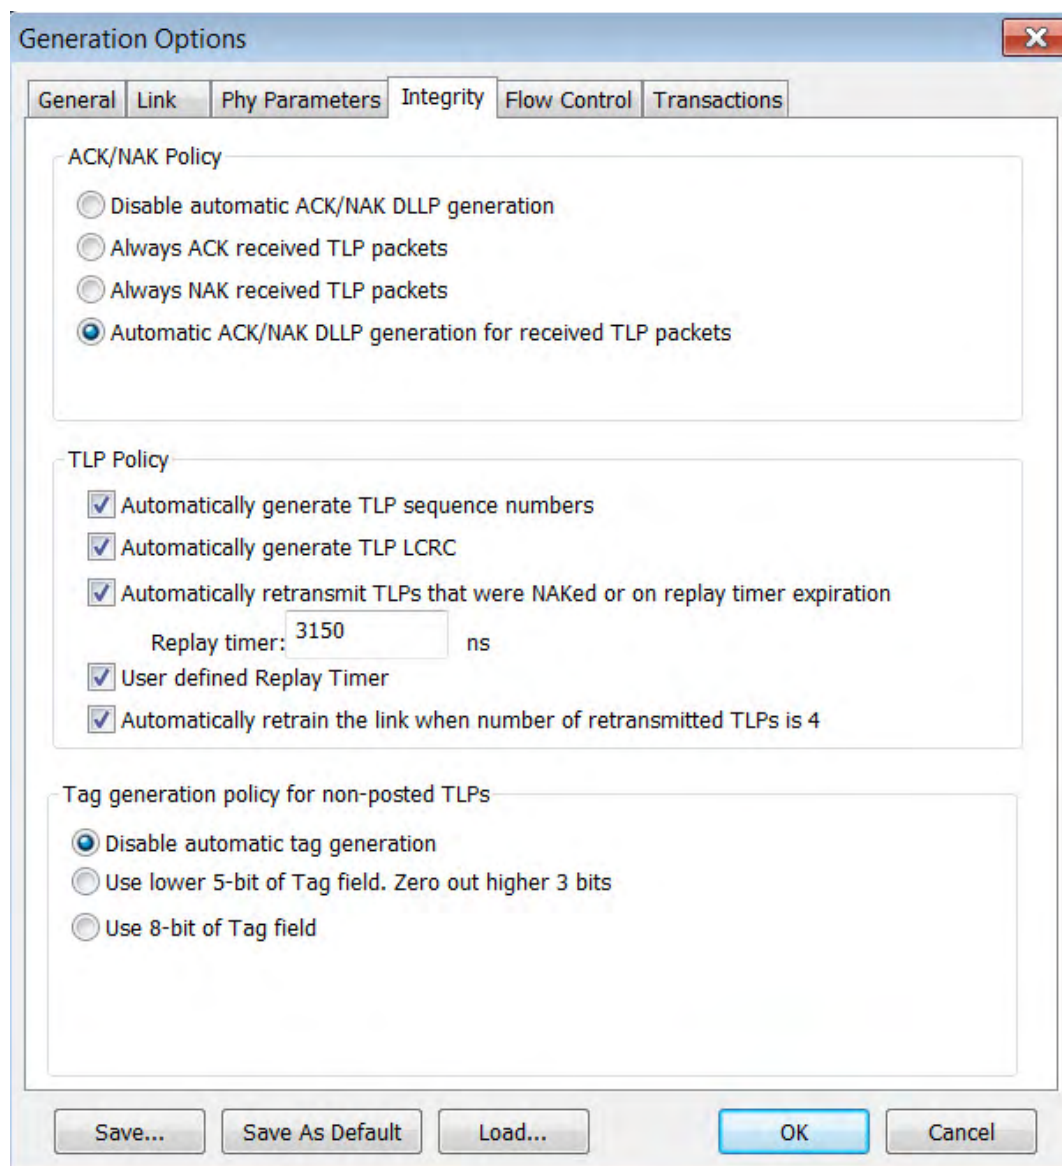 Generation Options
General Link Phy Parameters Integrity Flow Control Transactions
ACK/NAK Policy
Disable automatic ACK/NAK DLLP generation
Always ACK received TLP packets
Always NAK received TLP packets
Automatic ACK/NAK DLLP generation for received TLP packets
TLP Policy
Automatically generate TLP sequence numbers
Automatically generate TLP LCRC
Automatically retransmit TLPs that were NAKed or on replay timer expiration
Replay timer: 3150 ns
User defined Replay Timer
Automatically retrain the link when number of retransmitted TLPs is 4
Tag generation policy for non-posted TLPs
Disable automatic tag generation
Use lower 5-bit of Tag field. Zero out higher 3 bits
Use 8-bit of Tag field
Save... Save As Default Load... OK Cancel